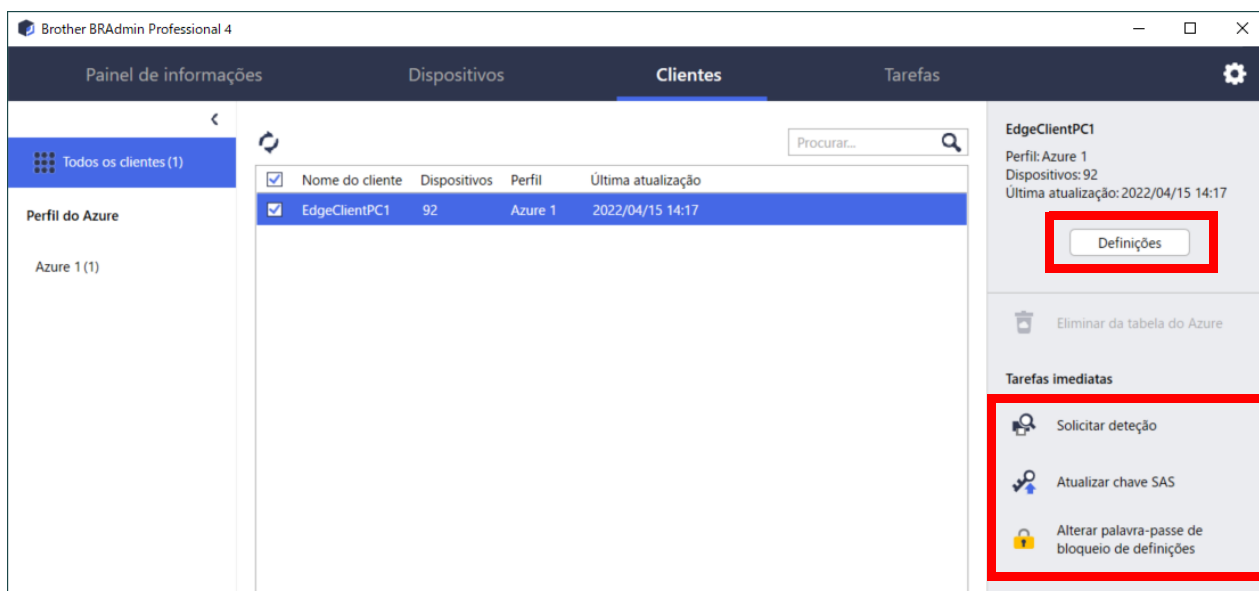 Brother BRAdmin Professional 4
Painel de informações
Dispositivos
Clientes
Tarefas
Todos os clientes (1)
Perfil do Azure
Azure 1 (1)
Procurar...
Nome do cliente Dispositivos Perfil Última atualização
EdgeClientPC1 92 Azure 1 2022/04/15 14:17
EdgeClientPC1
Perfil: Azure 1
Dispositivos: 92
Última atualização: 2022/04/15 14:17
Definições
Eliminar da tabela do Azure
Tarefas imediatas
Solicitar deteção
Atualizar chave SAS
Alterar palavra-passe de
bloqueio de definições